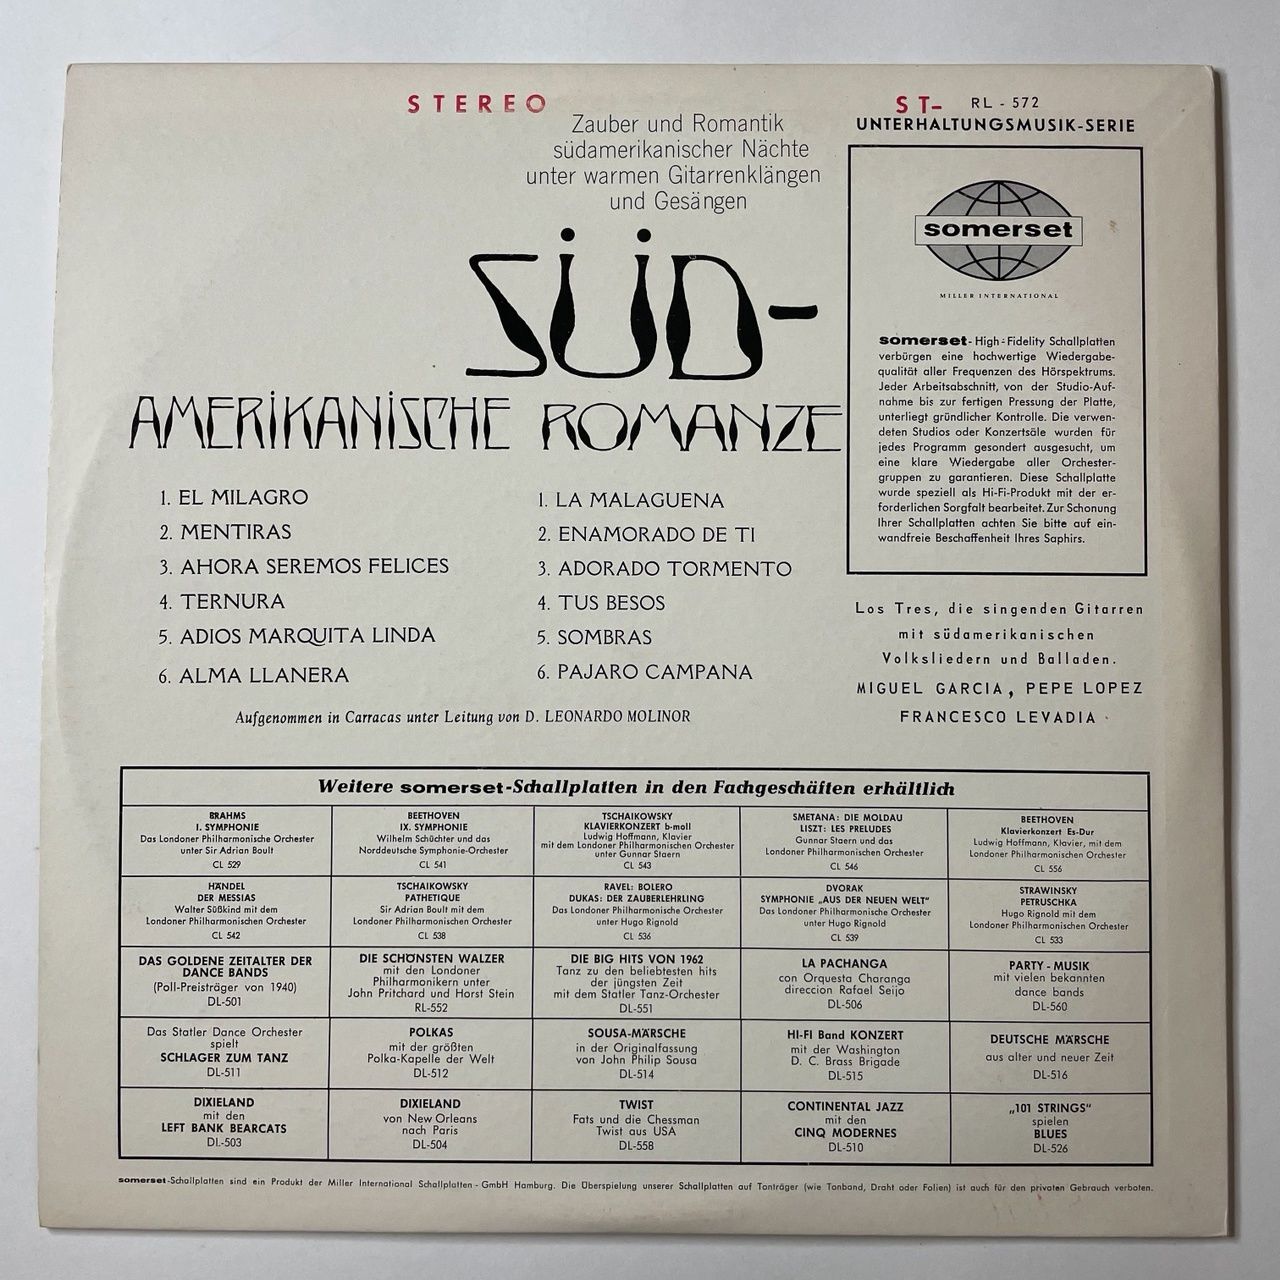 STEREO
ST- RL - 572
UNTERHALTUNGSMUSIK-SERIE
Zauber und Romantik
südamerikanischer Nächte
unter warmen Gitarrenklängen
und Gesängen
SÜD-
AMERIKANISCHE ROMANZE
1. EL MILAGRO
2. MENTIRAS
3. AHORA SEREMOS FELICES
4. TERNURA
5. ADIOS MARQUITA LINDA
6. ALMA LLANERA
1. LA MALAGUENA
2. ENAMORADO DE TI
3. ADORADO TORMENTO
4. TUS BESOS
5. SOMBRAS
6. PAJARO CAMPANA
Aufgenommen in Carracas unter Leitung von D. LEONARDO MOLINOR
somerset
MILLER INTERNATIONAL
somerset-High-Fidelity Schallplatten
verbürgen eine hochwertige Wiedergabe-
qualität aller Frequenzen des Hörspektrums.
Jeder Arbeitsabschnitt, von der Studio-Auf-
nahme bis zur fertigen Pressung der Platte,
unterliegt gründlicher Kontrolle. Die verwen-
deten Studios oder Konzertsäle wurden für
jedes Programm gesondert ausgesucht, um
eine klare Wiedergabe aller Orchester-
gruppen zu garantieren. Diese Schallplatte
wurde speziell als Hi-Fi-Produkt mit der er-
forderlichen Sorgfalt bearbeitet. Zur Schonung
Ihrer Schallplatten achten Sie bitte auf ein-
wandfreie Beschaffenheit Ihres Saphirs.
Los Tres, die singenden Gitarren
mit südamerikanischen
Volksliedern und Balladen.
MIGUEL GARCIA, PEPE LOPEZ
FRANCESCO LEVADIA
Weitere somerset-Schallplatten in den Fachgeschäften erhältlich
BRAHMS
I. SYMPHONIE
Das Londoner Philharmonische Orchester
unter Sir Adrian Boult
CL 529
BEETHOVEN
IX. SYMPHONIE
Wilhelm Schüchter und das
Norddeutsche Symphonie-Orchester
CL 541
TSCHAIKOWSKY
KLAVIERKONZERT b-moll
Ludwig Hoffmann, Klavier
mit dem Londoner Philharmonischen Orchester
unter Gunnar Staern
CL 543
SMETANA: DIE MOLDAU
LISZT: LES PRELUDES
Gunnar Staern und das
Londoner Philharmonischen Orchester
CL 546
BEETHOVEN
Klavierkonzert Es-Dur
Ludwig Hoffmann, Klavier, mit dem
Londoner Philharmonischen Orchester
CL 556
HÄNDEL
DER MESSIAS
Walter Süßkind mit dem
Londoner Philharmonischen Orchester
CL 542
TSCHAIKOWSKY
PATHETIQUE
Sir Adrian Boult mit dem
Londoner Philharmonischen Orchester
CL 538
RAVEL: BOLERO
DUKAS: DER ZAUBERLEHRLING
Das Londoner Philharmonische Orchester
unter Hugo Rignold
CL 536
DVORAK
SYMPHONIE „AUS DER NEUEN WELT"
Das Londoner Philharmonische Orchester
unter Hugo Rignold
CL 539
STRAWINSKY
PETRUSCHKA
Hugo Rignold mit dem
Londoner Philharmonischen Orchester
CL 533
DAS GOLDENE ZEITALTER DER
DANCE BANDS
(Poll-Preisträger von 1940)
DL-501
DIE SCHÖNSTEN WALZER
mit den Londoner
Philharmonikern unter
John Pritchard und Horst Stein
RL-552
DIE BIG HITS VON 1962
Tanz zu den beliebtesten hits
der jüngsten Zeit
mit dem Statler Tanz-Orchester
DL-551
LA PACHANGA
con Orquesta Charanga
direccion Rafael Seijo
DL-506
PARTY - MUSIK
mit vielen bekannten
dance bands
DL-560
Das Statler Dance Orchester
spielt
SCHLAGER ZUM TANZ
DL-511
POLKAS
mit der größten
Polka-Kapelle der Welt
DL-512
SOUSA-MÄRSCHE
in der Originalfassung
von John Philip Sousa
DL-514
HI-FI Band KONZERT
mit der Washington
D. C. Brass Brigade
DL-515
DEUTSCHE MÄRSCHE
aus alter und neuer Zeit
DL-516
DIXIELAND
mit den
LEFT BANK BEARCATS
DL-503
DIXIELAND
von New Orleans
nach Paris
DL-504
TWIST
Fats und die Chessman
Twist aus USA
DL-558
CONTINENTAL JAZZ
mit den
CINQ MODERNES
DL-510
„101 STRINGS"
spielen
BLUES
DL-526
somerset-Schallplatten sind ein Produkt der Miller International Schallplatten - GmbH Hamburg. Die Überspielung unserer Schallplatten auf Tonträger (wie Tonband, Draht oder Folien) ist auch für den privaten Gebrauch verboten.